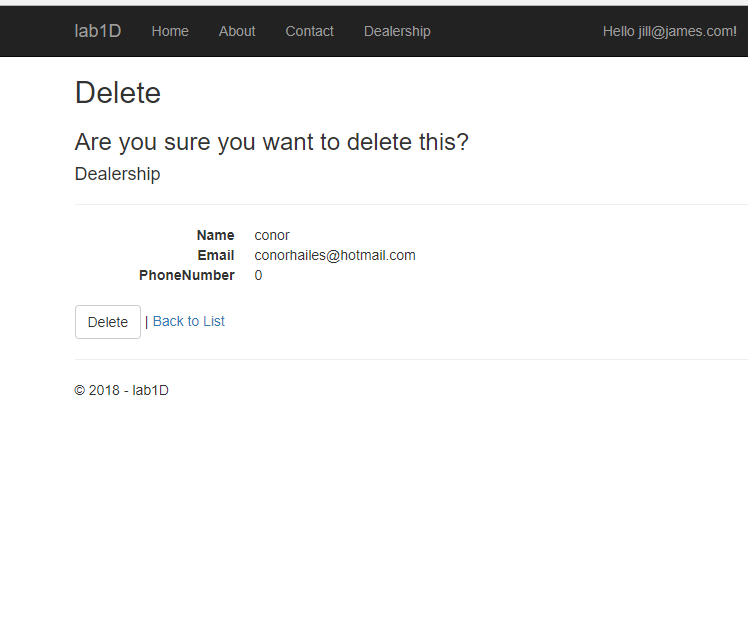 lab1D Home About Contact Dealership Hello jill@james.com!
Delete
Are you sure you want to delete this?
Dealership
Name conor
Email conorhailes@hotmail.com
PhoneNumber 0
Delete | Back to List
© 2018 - lab1D